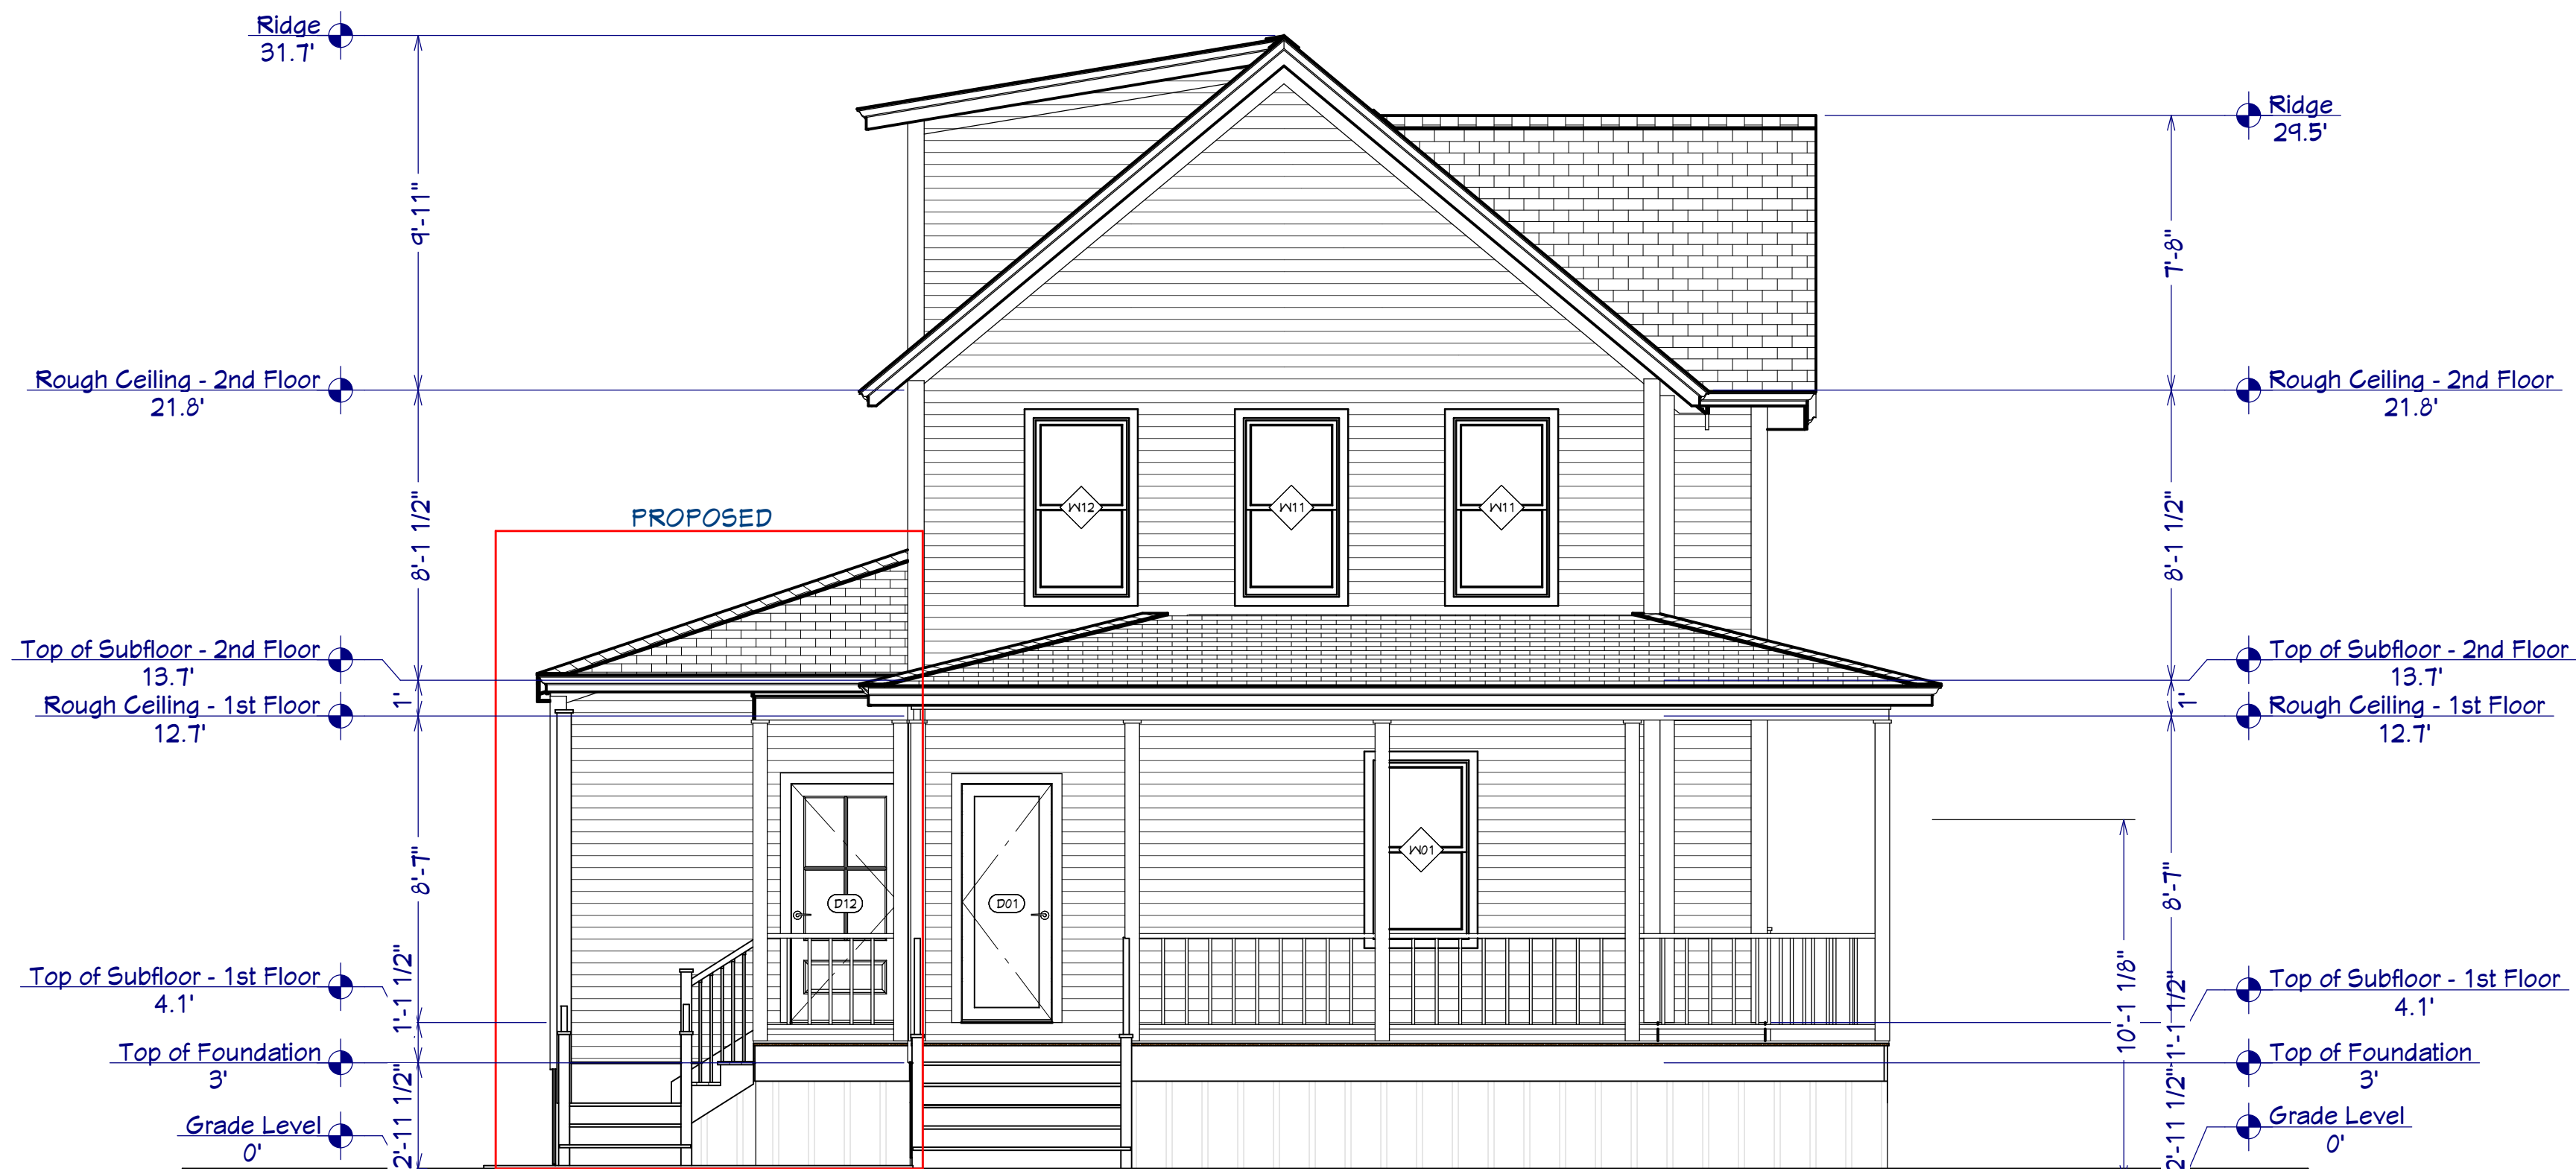 Ridge
31.7'
Ridge
29.5'
9'-11"
7'-8"
Rough Ceiling - 2nd Floor
21.8'
Rough Ceiling - 2nd Floor
21.8'
W12
W11
W11
8'-1 1/2"
8'-1 1/2"
PROPOSED
Top of Subfloor - 2nd Floor
13.7'
Top of Subfloor - 2nd Floor
13.7'
1'
1'
Rough Ceiling - 1st Floor
12.7'
Rough Ceiling - 1st Floor
12.7'
8'-7"
W01
8'-7"
D12
D01
Top of Subfloor - 1st Floor
4.1'
1'-1 1/2"
10'-1 1/8"
1'-1 1/2"
Top of Subfloor - 1st Floor
4.1'
Top of Foundation
3'
Top of Foundation
3'
2'-11 1/2"
2'-11 1/2"
Grade Level
0'
Grade Level
0'